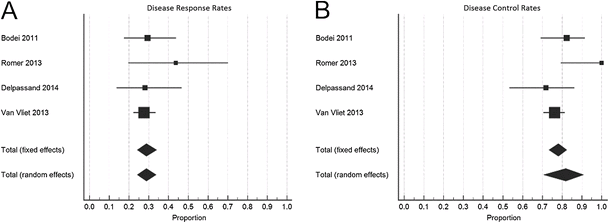 A
Disease Response Rates
Bodei 2011
Romer 2013
Delpassand 2014
Van Vliet 2013
Total (fixed effects)
Total (random effects)
0.0 0.1 0.2 0.3 0.4 0.5 0.6 0.7 0.8 0.9 1.0
Proportion
B
Disease Control Rates
Bodei 2011
Romer 2013
Delpassand 2014
Van Vliet 2013
Total (fixed effects)
Total (random effects)
0.0 0.1 0.2 0.3 0.4 0.5 0.6 0.7 0.8 0.9 1.0
Proportion